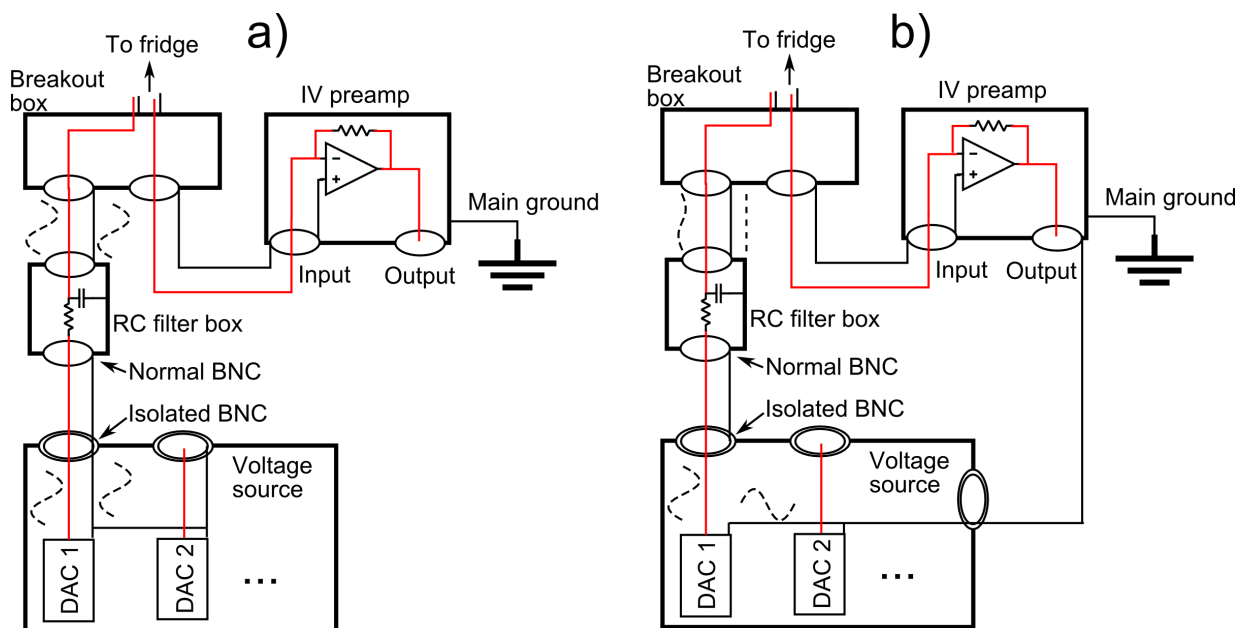 a)
To fridge
Breakout
box
IV preamp
-
+
Main ground
Input
Output
RC filter box
Normal BNC
Isolated BNC
Voltage
source
DAC 1
DAC 2
...
b)
To fridge
Breakout
box
IV preamp
-
+
Main ground
Input
Output
RC filter box
Normal BNC
Isolated BNC
Voltage
source
DAC 1
DAC 2
...